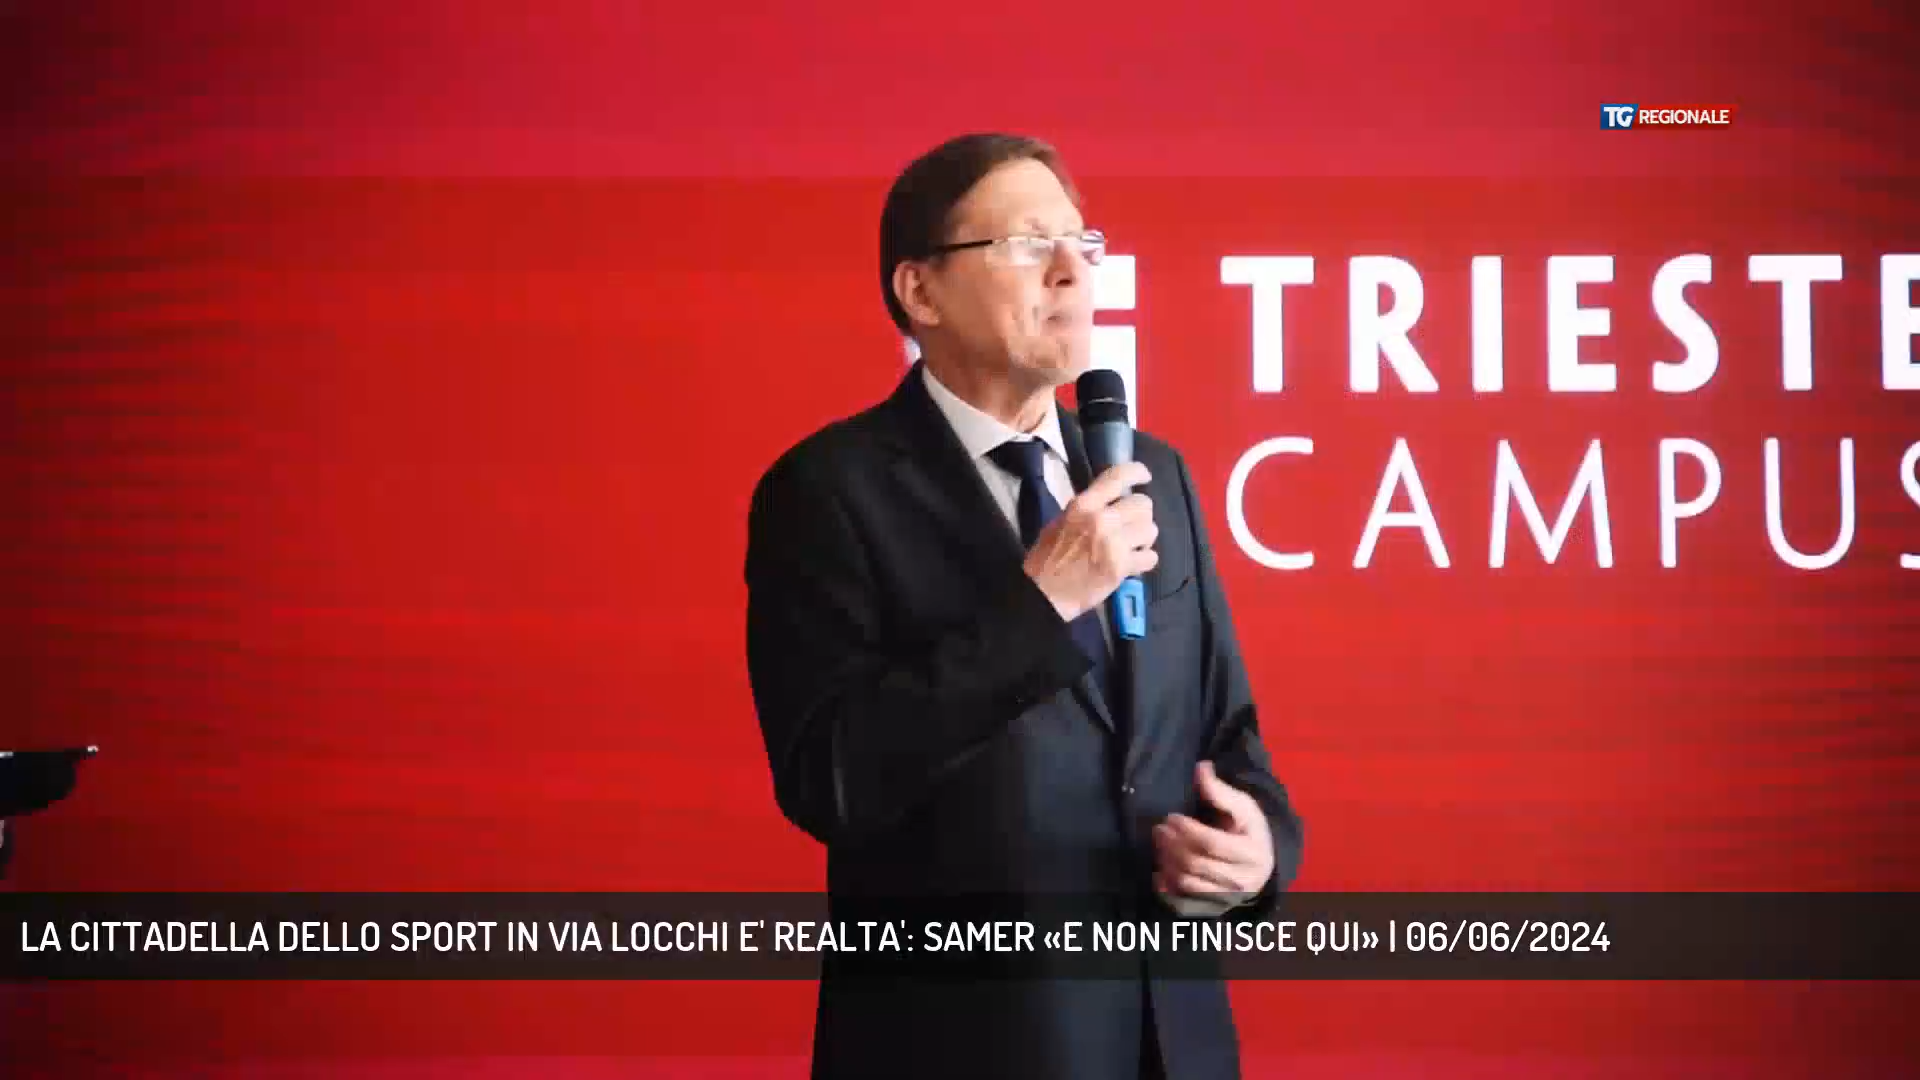 TG REGIONALE
TRIESTE
CAMPUS
LA CITTADELLA DELLO SPORT IN VIA LOCCHI E' REALTA': SAMER «E NON FINISCE QUI» | 06/06/2024